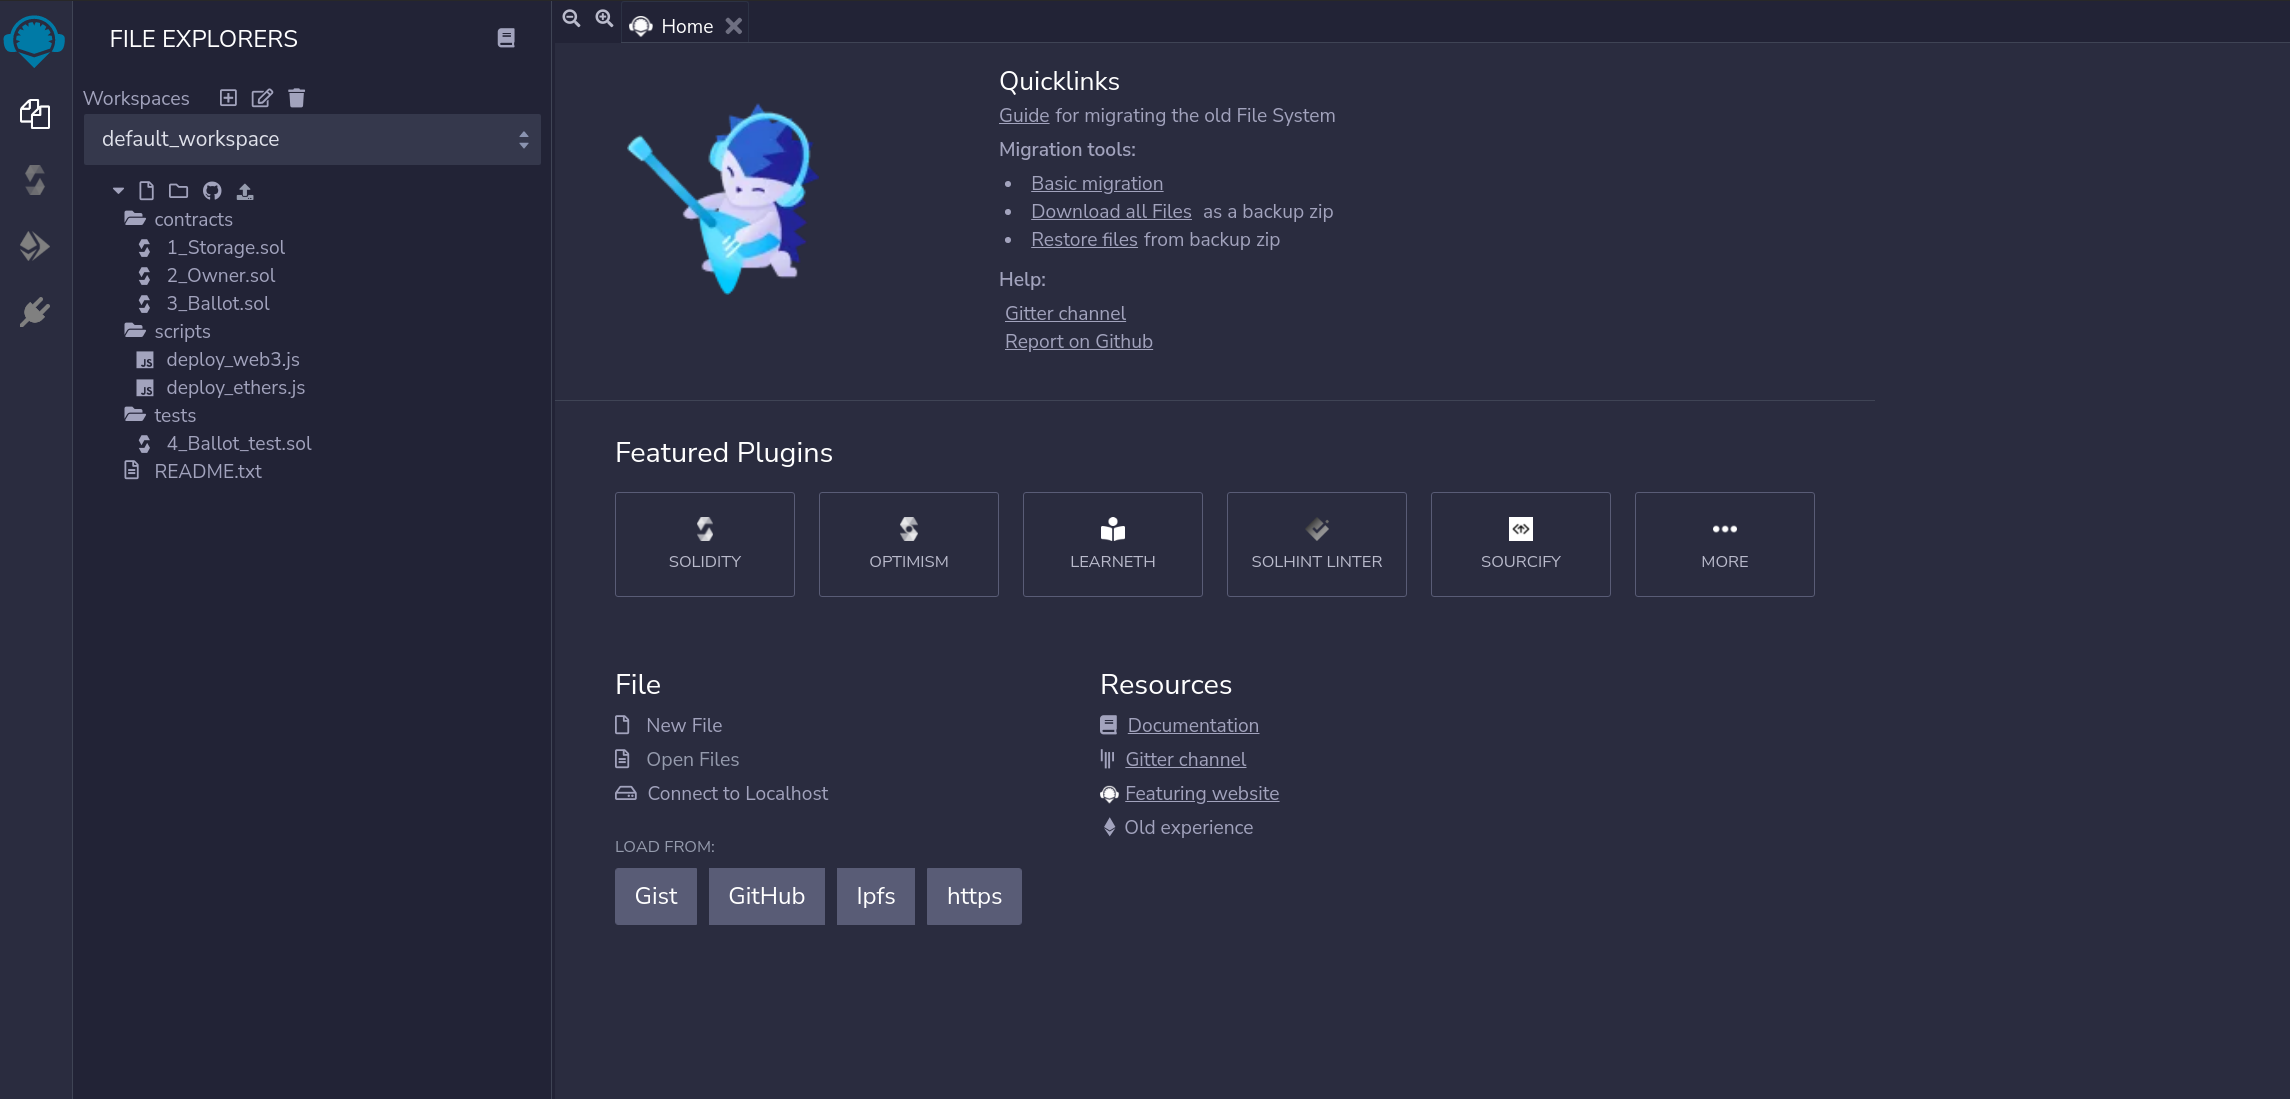 FILE EXPLORERS
Workspaces
default_workspace
contracts
1_Storage.sol
2_Owner.sol
3_Ballot.sol
scripts
JS deploy_web3.js
JS deploy_ethers.js
tests
4_Ballot_test.sol
README.txt
Home
Quicklinks
Guide for migrating the old File System
Migration tools:
• Basic migration
• Download all Files as a backup zip
• Restore files from backup zip
Help:
Gitter channel
Report on Github
Featured Plugins
SOLIDITY
OPTIMISM
LEARNETH
SOLHINT LINTER
SOURCIFY
MORE
File
New File
Open Files
Connect to Localhost
LOAD FROM:
Gist
GitHub
Ipfs
https
Resources
Documentation
Gitter channel
Featuring website
Old experience